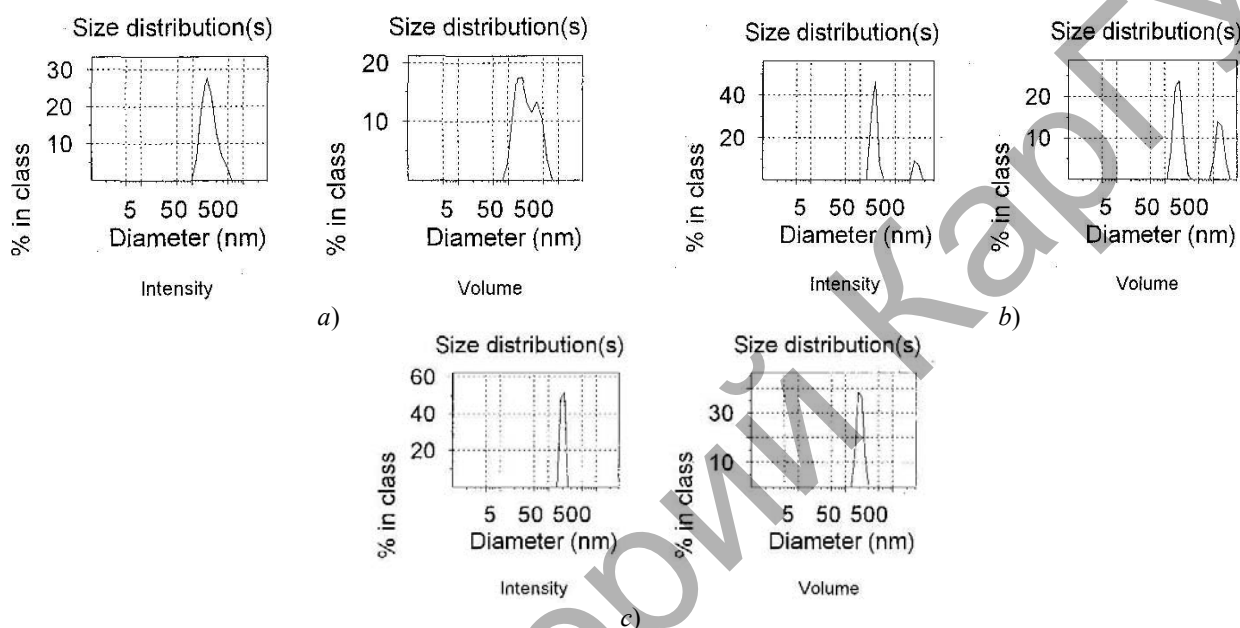 Size distribution(s)
30
20
10
% in class
5 50 500
Diameter (nm)
Intensity
Size distribution(s)
20
10
% in class
5 50 500
Diameter (nm)
Volume
a)
Size distribution(s)
40
20
% in class
5 50 500
Diameter (nm)
Intensity
Size distribution(s)
20
10
% in class
5 50 500
Diameter (nm)
Volume
b)
Size distribution(s)
60
40
20
% in class
5 50 500
Diameter (nm)
Intensity
Size distribution(s)
30
10
% in class
5 50 500
Diameter (nm)
Volume
c)